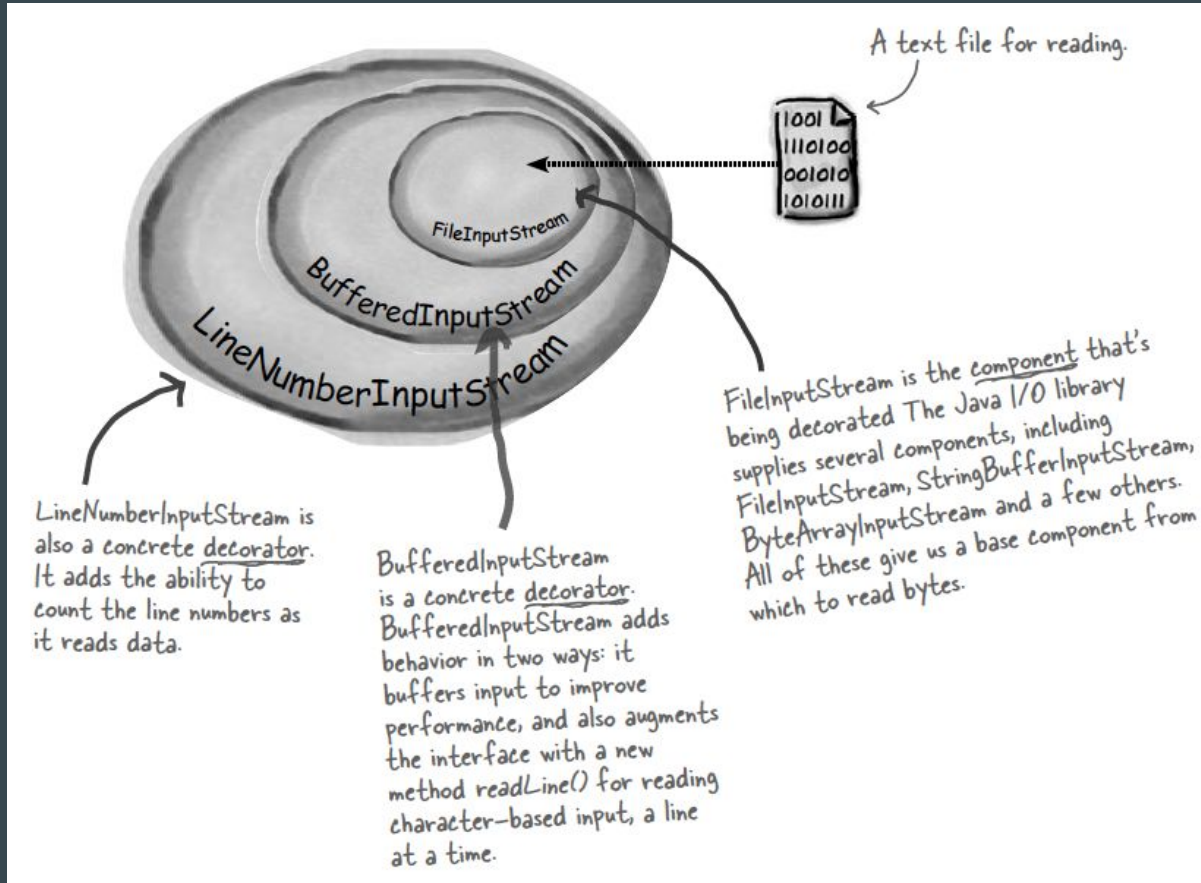 A text file for reading.
1001
1110100
001010
1010111
FileInputStream
BufferedInputStream
LineNumberInputStream
FileInputStream is the component that's
being decorated The Java I/O library
supplies several components, including
FileInputStream, StringBufferInputStream,
ByteArrayInputStream and a few others.
All of these give us a base component from
which to read bytes.
LineNumberInputStream is
also a concrete decorator.
It adds the ability to
count the line numbers as
it reads data.
BufferedInputStream
is a concrete decorator.
BufferedInputStream adds
behavior in two ways: it
buffers input to improve
performance, and also augments
the interface with a new
method readLine() for reading
character-based input, a line
at a time.